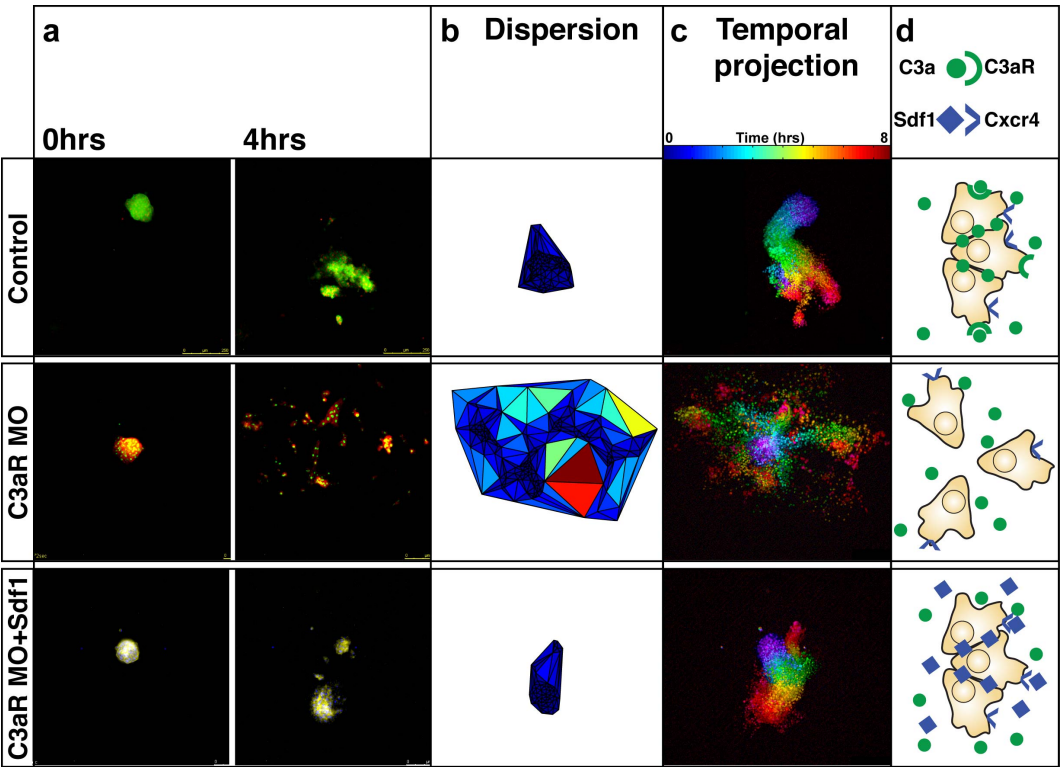 a
0hrs 4hrs
b Dispersion
c Temporal
projection
0 Time (hrs) 8
d
C3a C3aR
Sdf1 Cxcr4
Control
C3aR MO
C3aR MO+Sdf1